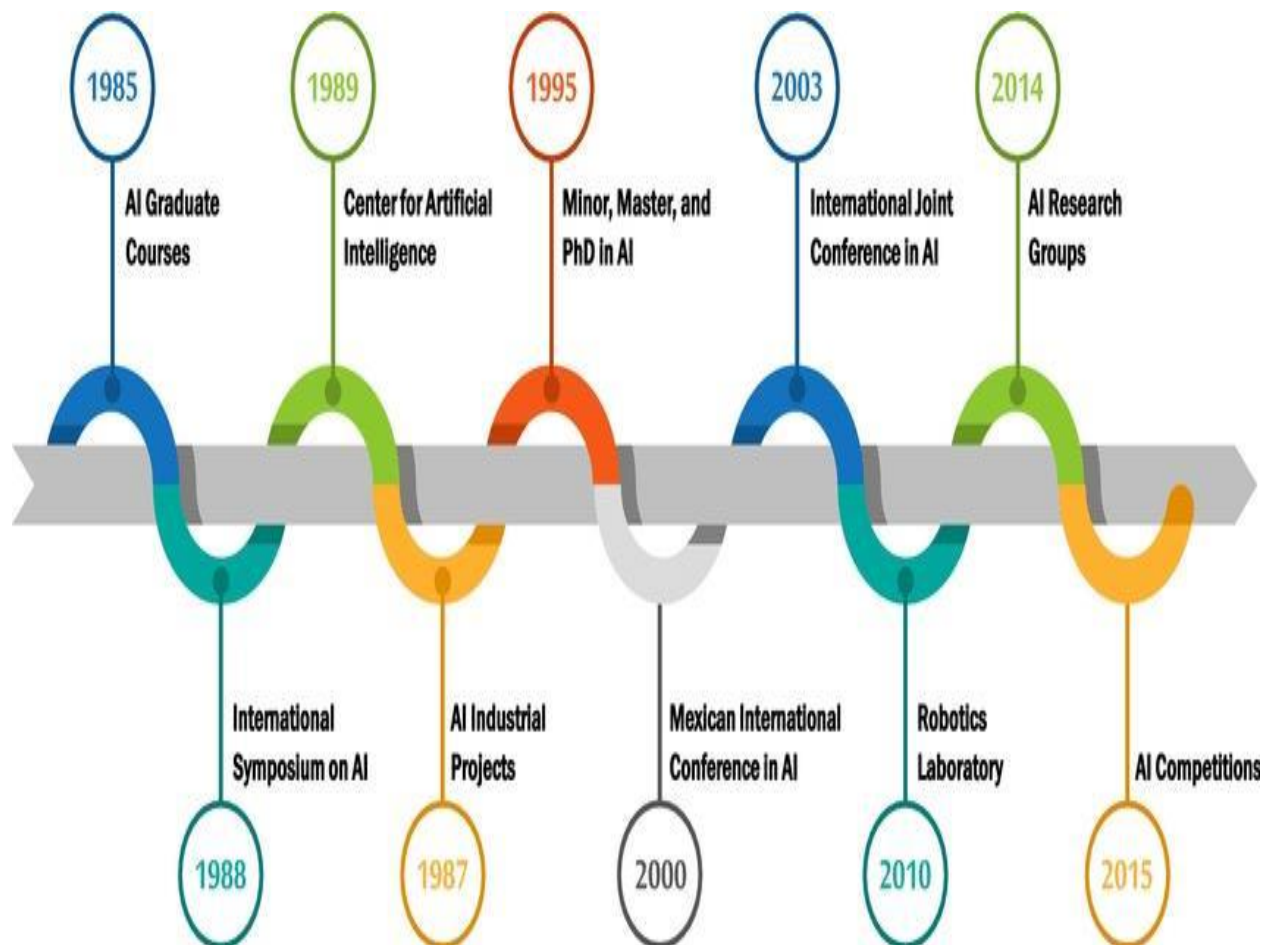 1985
AI Graduate
Courses
1989
Center for Artificial
Intelligence
1995
Minor, Master, and
PhD in AI
2003
International Joint
Conference in AI
2014
AI Research
Groups
International
Symposium on AI
1988
AI Industrial
Projects
1987
Mexican International
Conference in AI
2000
Robotics
Laboratory
2010
AI Competitions
2015